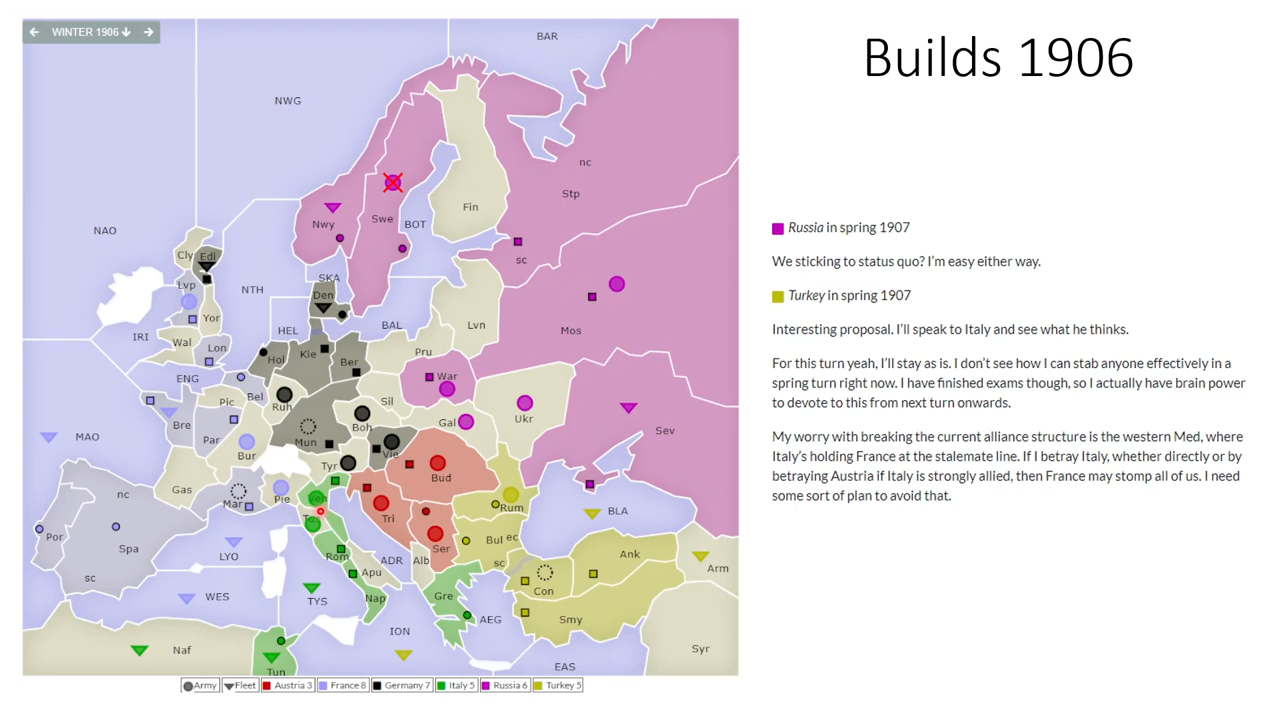 WINTER 1906
Builds 1906
BAR
NWG
nc
Stp
Fin
Nwy
Swe
BOT
NAO
Cly
Edi
sc
SKA
Lvp
NTH
Den
Yor
IRI
HEL
BAL
Lvn
Mos
Wal
Lon
Hol
Kie
Ber
Pru
ENG
Bel
War
Pic
Ruh
Sil
Bre
Boh
Gal
Ukr
MAO
Par
Mun
Vie
Sev
Bur
Tyr
Bud
Gas
Pie
Ven
nc
Mar
Tri
Rum
Por
Spa
Tu
BLA
Ser
Bul
ec
LYO
Rom
ADR
Alb
sc
Ank
sc
Apu
Con
Arm
WES
TYS
Nap
Gre
AEG
Smy
ION
Naf
Syr
Tun
EAS
Army
Fleet
Austria 3
France 8
Germany 7
Italy 5
Russia 6
Turkey 5
Russia in spring 1907
We sticking to status quo? I'm easy either way.
Turkey in spring 1907
Interesting proposal. I'll speak to Italy and see what he thinks.
For this turn yeah, I'll stay as is. I don't see how I can stab anyone effectively in a
spring turn right now. I have finished exams though, so I actually have brain power
to devote to this from next turn onwards.
My worry with breaking the current alliance structure is the western Med, where
Italy's holding France at the stalemate line. If I betray Italy, whether directly or by
betraying Austria if Italy is strongly allied, then France may stomp all of us. I need
some sort of plan to avoid that.